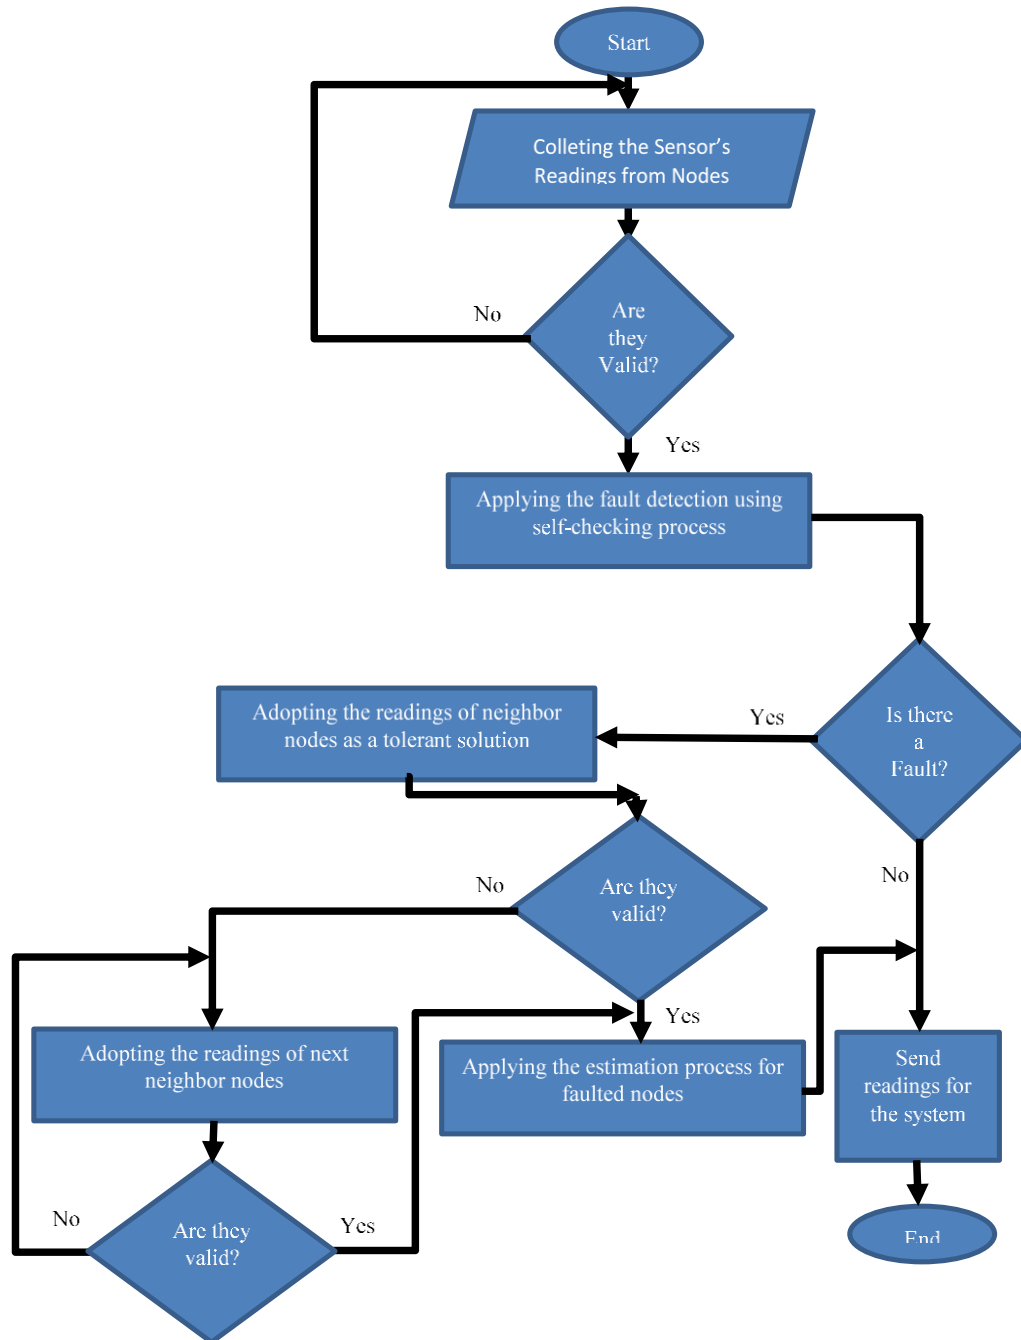 Start
Colleting the Sensor's
Readings from Nodes
No
Are
they
Valid?
Yes
Applying the fault detection using
self-checking process
Adopting the readings of neighbor
nodes as a tolerant solution
Yes
Is there
a
Fault?
No
No
Are they
valid?
Yes
Adopting the readings of next
neighbor nodes
Applying the estimation process for
faulted nodes
Send
readings for
the system
No
Are they
valid?
Yes
End